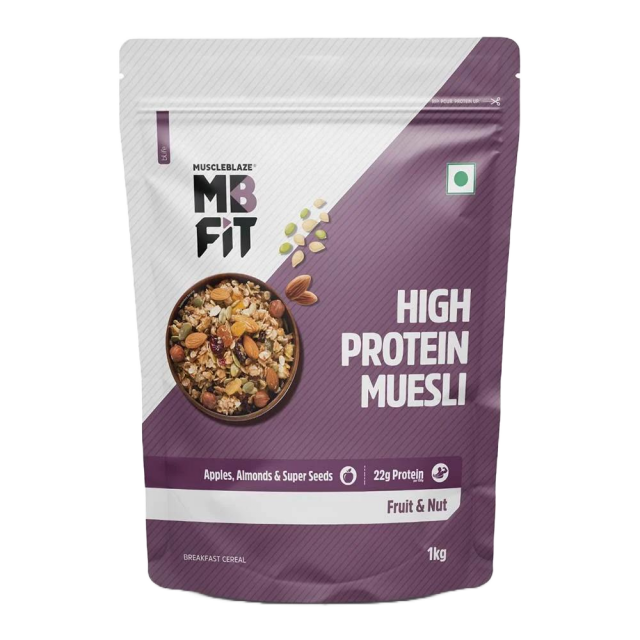 MUSCLEBLAZE®
MB
FiT
HIGH
PROTEIN
MUESLI
Apples, Almonds & Super Seeds
22g Protein
Fruit & Nut
BREAKFAST CEREAL
1kg